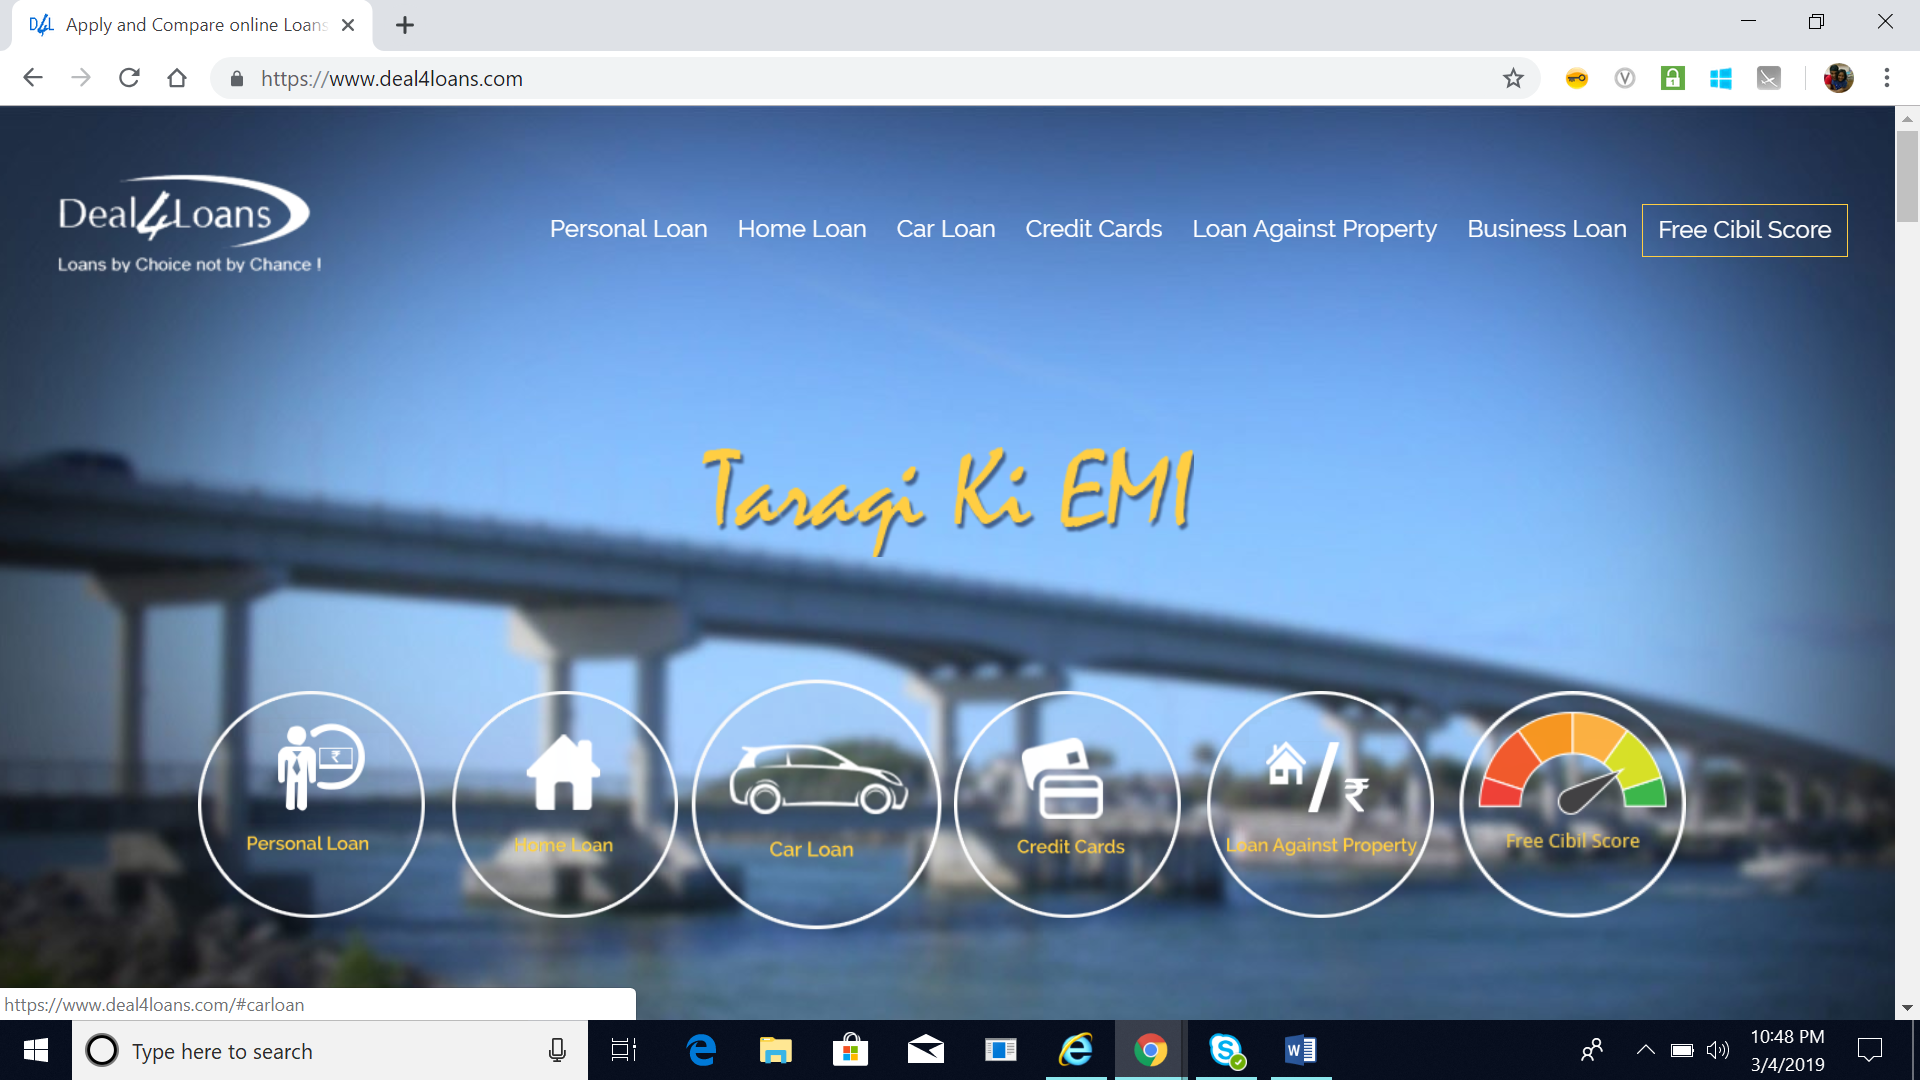 D4L Apply and Compare online Loans
https://www.deal4loans.com
Deal4Loans
Loans by Choice not by Chance !
Personal Loan Home Loan Car Loan Credit Cards Loan Against Property Business Loan Free Cibil Score
Taraqi Ki EMI
Personal Loan Home Loan Car Loan Credit Cards Loan Against Property Free Cibil Score
https://www.deal4loans.com/#carloan
Type here to search
10:48 PM
3/4/2019